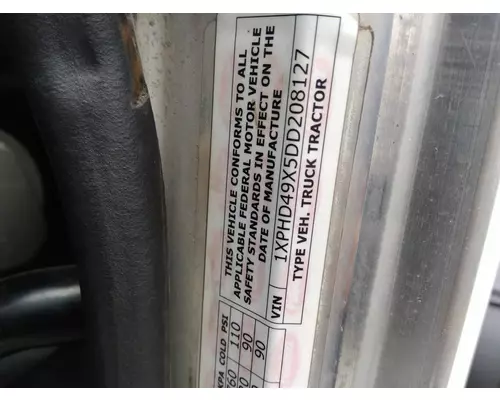 THIS VEHICLE CONFORMS TO ALL
APPLICABLE FEDERAL MOTOR VEHICLE
SAFETY STANDARDS IN EFFECT ON THE
DATE OF MANUFACTURE
VIN 1XPHD49X5DD208127
TYPE VEH. TRUCK TRACTOR
KPA COLD PSI
760 110
90
90